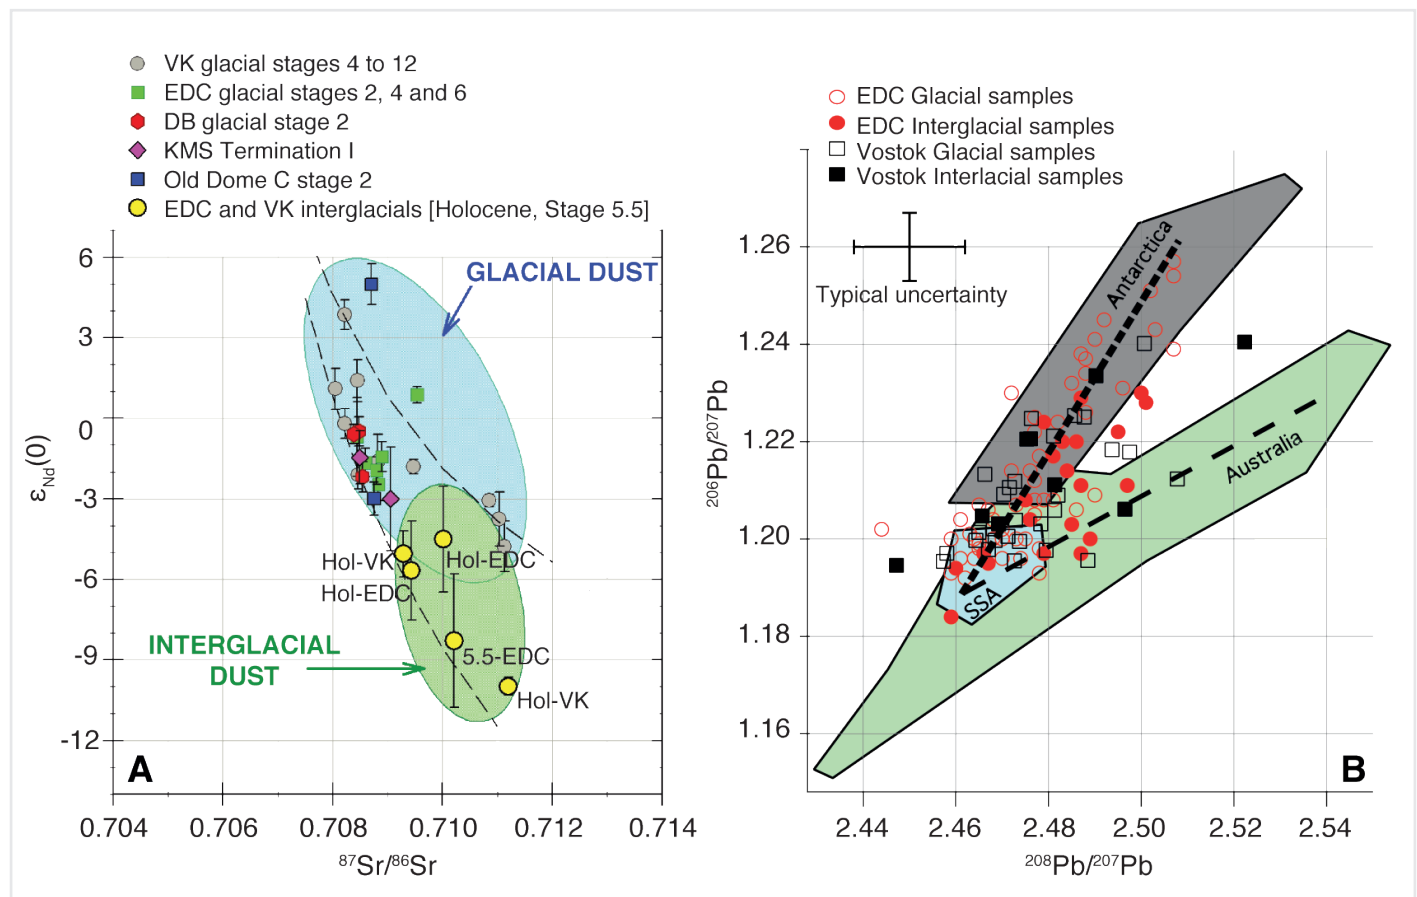 VK glacial stages 4 to 12
EDC glacial stages 2, 4 and 6
DB glacial stage 2
KMS Termination I
Old Dome C stage 2
EDC and VK interglacials [Holocene, Stage 5.5]
6
3
0
-3
-6
-9
-12
εNd(0)
GLACIAL DUST
Hol-VK
Hol-EDC
Hol-EDC
5.5-EDC
Hol-VK
INTERGLACIAL
DUST
A
0.704
0.706
0.708
0.710
0.712
0.714
87Sr/86Sr
EDC Glacial samples
EDC Interglacial samples
Vostok Glacial samples
Vostok Interlacial samples
1.26
1.24
1.22
1.20
1.18
1.16
206Pb/207Pb
Typical uncertainty
Antarctica
Australia
SSA
B
2.44
2.46
2.48
2.50
2.52
2.54
208Pb/207Pb